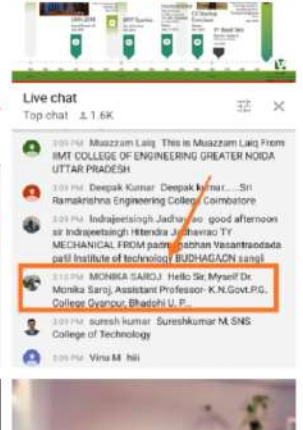 Live chat
Top chat 1.6K
3:09 PM Muazzam Laiq This is Muazzam Laiq From
IIMT COLLEGE OF ENGINEERING GREATER NOIDA
UTTAR PRADESH
3:09 PM Deepak Kumar Deepak kumar.....Sri
Ramakrishna Engineering College Coimbatore
3:09 PM Indrajeetsingh Jadhavrao good afternoon
sir Indrajeetsingh Hitendra Jadhavrao TY
MECHANICAL FROM Vasantraodada
patil Institute of technology BUDHAGAON sangli
3:10 PM MONIKA SAROJ Hello Sir, Myself Dr.
Monika Saroj, Assistant Professor- K.N.Govt.P.G.
College Gyanpur, Bhadohi U. P...
3:09 PM suresh kumar Sureshkumar M, SNS
College of Technology
3:09 PM Vinu M hiii